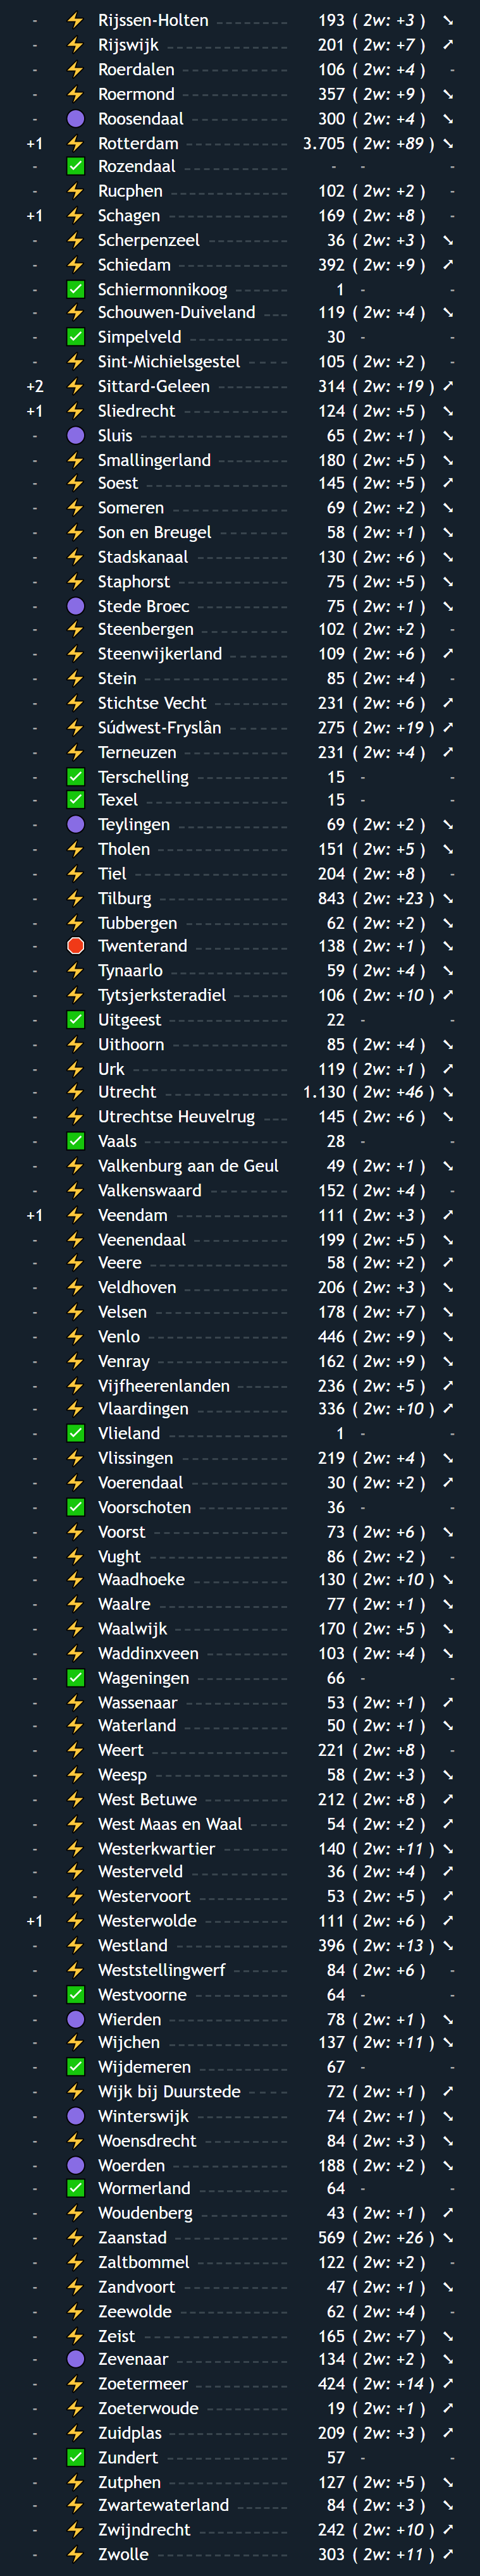 - ⚡ Rijssen-Holten 193 ( 2w: +3 ) ➘
- ⚡ Rijswijk 201 ( 2w: +7 ) ➚
- ⚡ Roerdalen 106 ( 2w: +4 ) -
- ⚡ Roermond 357 ( 2w: +9 ) ➘
- 🟣 Roosendaal 300 ( 2w: +4 ) ➘
+1 ⚡ Rotterdam 3.705 ( 2w: +89 ) ➘
- ✅ Rozendaal - - -
- ⚡ Rucphen 102 ( 2w: +2 ) -
+1 ⚡ Schagen 169 ( 2w: +8 ) -
- ⚡ Scherpenzeel 36 ( 2w: +3 ) ➘
- ⚡ Schiedam 392 ( 2w: +9 ) ➚
- ✅ Schiermonnikoog 1 - -
- ⚡ Schouwen-Duiveland 119 ( 2w: +4 ) ➘
- ✅ Simpelveld 30 - -
- ⚡ Sint-Michielsgestel 105 ( 2w: +2 ) -
+2 ⚡ Sittard-Geleen 314 ( 2w: +19 ) ➚
+1 ⚡ Sliedrecht 124 ( 2w: +5 ) ➘
- 🟣 Sluis 65 ( 2w: +1 ) ➘
- ⚡ Smallingerland 180 ( 2w: +5 ) ➘
- ⚡ Soest 145 ( 2w: +5 ) ➚
- ⚡ Someren 69 ( 2w: +2 ) ➘
- ⚡ Son en Breugel 58 ( 2w: +1 ) ➘
- ⚡ Stadskanaal 130 ( 2w: +6 ) ➘
- ⚡ Staphorst 75 ( 2w: +5 ) ➘
- 🟣 Stede Broec 75 ( 2w: +1 ) ➘
- ⚡ Steenbergen 102 ( 2w: +2 ) -
- ⚡ Steenwijkerland 109 ( 2w: +6 ) ➚
- ⚡ Stein 85 ( 2w: +4 ) -
- ⚡ Stichtse Vecht 231 ( 2w: +6 ) ➚
- ⚡ Súdwest-Fryslân 275 ( 2w: +19 ) ➚
- ⚡ Terneuzen 231 ( 2w: +4 ) ➚
- ✅ Terschelling 15 - -
- ✅ Texel 15 - -
- 🟣 Teylingen 69 ( 2w: +2 ) ➘
- ⚡ Tholen 151 ( 2w: +5 ) ➘
- ⚡ Tiel 204 ( 2w: +8 ) -
- ⚡ Tilburg 843 ( 2w: +23 ) ➘
- ⚡ Tubbergen 62 ( 2w: +2 ) ➘
- 🛑 Twenterand 138 ( 2w: +1 ) ➘
- ⚡ Tynaarlo 59 ( 2w: +4 ) ➘
- ⚡ Tytsjerksteradiel 106 ( 2w: +10 ) ➚
- ✅ Uitgeest 22 - -
- ⚡ Uithoorn 85 ( 2w: +4 ) ➘
- ⚡ Urk 119 ( 2w: +1 ) ➚
- ⚡ Utrecht 1.130 ( 2w: +46 ) ➘
- ⚡ Utrechtse Heuvelrug 145 ( 2w: +6 ) ➘
- ✅ Vaals 28 - -
- ⚡ Valkenburg aan de Geul 49 ( 2w: +1 ) ➘
- ⚡ Valkenswaard 152 ( 2w: +4 ) -
+1 ⚡ Veendam 111 ( 2w: +3 ) ➚
- ⚡ Veenendaal 199 ( 2w: +5 ) ➘
- ⚡ Veere 58 ( 2w: +2 ) ➚
- ⚡ Veldhoven 206 ( 2w: +3 ) ➘
- ⚡ Velsen 178 ( 2w: +7 ) ➘
- ⚡ Venlo 446 ( 2w: +9 ) ➘
- ⚡ Venray 162 ( 2w: +9 ) ➘
- ⚡ Vijfheerenlanden 236 ( 2w: +5 ) ➚
- ⚡ Vlaardingen 336 ( 2w: +10 ) ➚
- ✅ Vlieland 1 - -
- ⚡ Vlissingen 219 ( 2w: +4 ) ➘
- ⚡ Voerendaal 30 ( 2w: +2 ) ➚
- ✅ Voorschoten 36 - -
- ⚡ Voorst 73 ( 2w: +6 ) ➘
- ⚡ Vught 86 ( 2w: +2 ) -
- ⚡ Waadhoeke 130 ( 2w: +10 ) ➘
- ⚡ Waalre 77 ( 2w: +1 ) ➘
- ⚡ Waalwijk 170 ( 2w: +5 ) ➘
- ⚡ Waddinxveen 103 ( 2w: +4 ) ➘
- ✅ Wageningen 66 - -
- ⚡ Wassenaar 53 ( 2w: +1 ) ➚
- ⚡ Waterland 50 ( 2w: +1 ) ➘
- ⚡ Weert 221 ( 2w: +8 ) -
- ⚡ Weesp 58 ( 2w: +3 ) ➘
- ⚡ West Betuwe 212 ( 2w: +8 ) ➚
- ⚡ West Maas en Waal 54 ( 2w: +2 ) ➚
- ⚡ Westerkwartier 140 ( 2w: +11 ) ➘
- ⚡ Westerveld 36 ( 2w: +4 ) ➚
- ⚡ Westervoort 53 ( 2w: +5 ) ➚
+1 ⚡ Westerwolde 111 ( 2w: +6 ) ➚
- ⚡ Westland 396 ( 2w: +13 ) ➘
- ⚡ Weststellingwerf 84 ( 2w: +6 ) -
- ✅ Westvoorne 64 - -
- 🟣 Wierden 78 ( 2w: +1 ) ➘
- ⚡ Wijchen 137 ( 2w: +11 ) ➘
- ✅ Wijdemeren 67 - -
- ⚡ Wijk bij Duurstede 72 ( 2w: +1 ) ➚
- 🟣 Winterswijk 74 ( 2w: +1 ) ➘
- ⚡ Woensdrecht 84 ( 2w: +3 ) ➘
- 🟣 Woerden 188 ( 2w: +2 ) ➘
- ✅ Wormerland 64 - -
- ⚡ Woudenberg 43 ( 2w: +1 ) ➚
- ⚡ Zaanstad 569 ( 2w: +26 ) ➘
- ⚡ Zaltbommel 122 ( 2w: +2 ) -
- ⚡ Zandvoort 47 ( 2w: +1 ) ➘
- ⚡ Zeewolde 62 ( 2w: +4 ) -
- ⚡ Zeist 165 ( 2w: +7 ) ➘
- 🟣 Zevenaar 134 ( 2w: +2 ) ➘
- ⚡ Zoetermeer 424 ( 2w: +14 ) ➚
- ⚡ Zoeterwoude 19 ( 2w: +1 ) ➚
- ⚡ Zuidplas 209 ( 2w: +3 ) ➚
- ✅ Zundert 57 - -
- ⚡ Zutphen 127 ( 2w: +5 ) ➘
- ⚡ Zwartewaterland 84 ( 2w: +3 ) ➘
- ⚡ Zwijndrecht 242 ( 2w: +10 ) ➚
- ⚡ Zwolle 303 ( 2w: +11 ) ➚